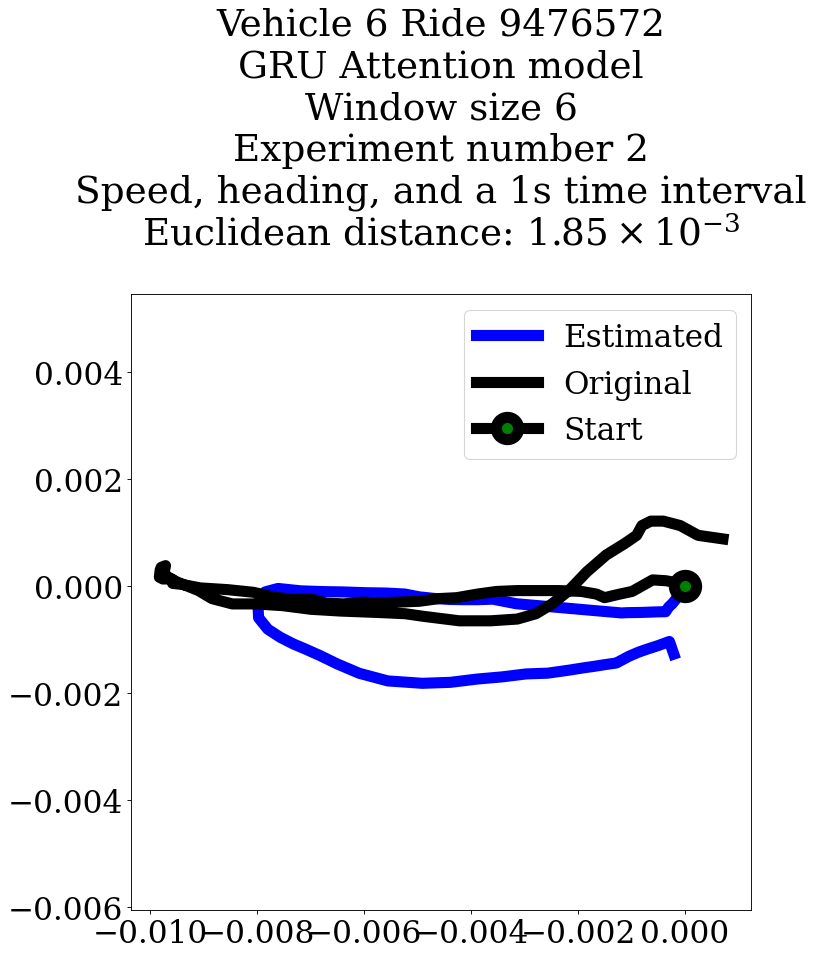 Vehicle 6 Ride 9476572
GRU Attention model
Window size 6
Experiment number 2
Speed, heading, and a 1s time interval
Euclidean distance: 1.85 × 10⁻³
Estimated
Original
Start
0.004
0.002
0.000
−0.002
−0.004
−0.006
−0.010 −0.008 −0.006 −0.004 −0.002 0.000